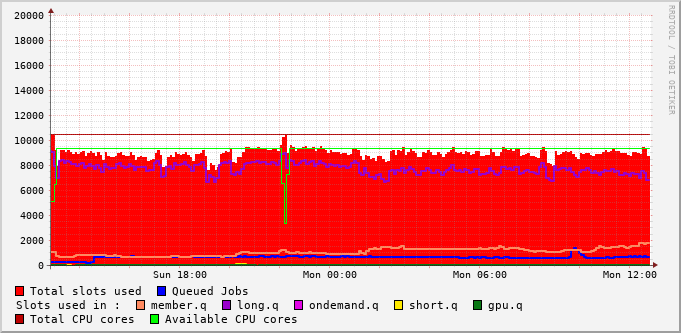 RRDTOOL / TOBI OETIKER
20000
18000
16000
14000
12000
10000
8000
6000
4000
2000
0
Sun 18:00 Mon 00:00 Mon 06:00 Mon 12:00
Total slots used Queued Jobs
Slots used in : member.q long.q ondemand.q short.q gpu.q
Total CPU cores Available CPU cores